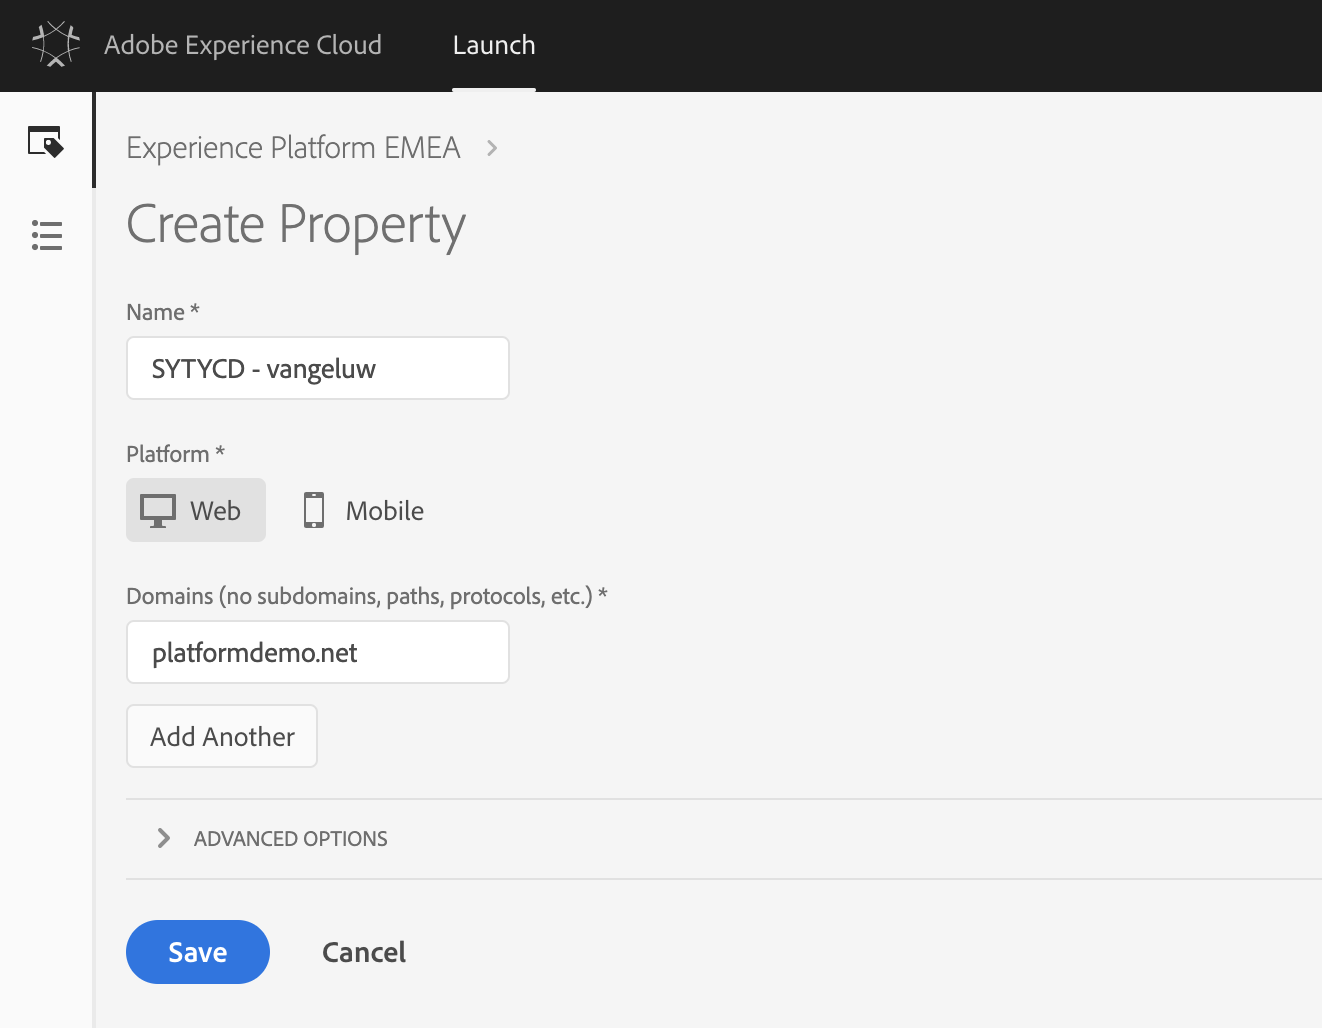 Adobe Experience Cloud
Launch
Experience Platform EMEA
Create Property
Name *
SYTYCD - vangeluw
Platform *
Web
Mobile
Domains (no subdomains, paths, protocols, etc.) *
platformdemo.net
Add Another
ADVANCED OPTIONS
Save
Cancel